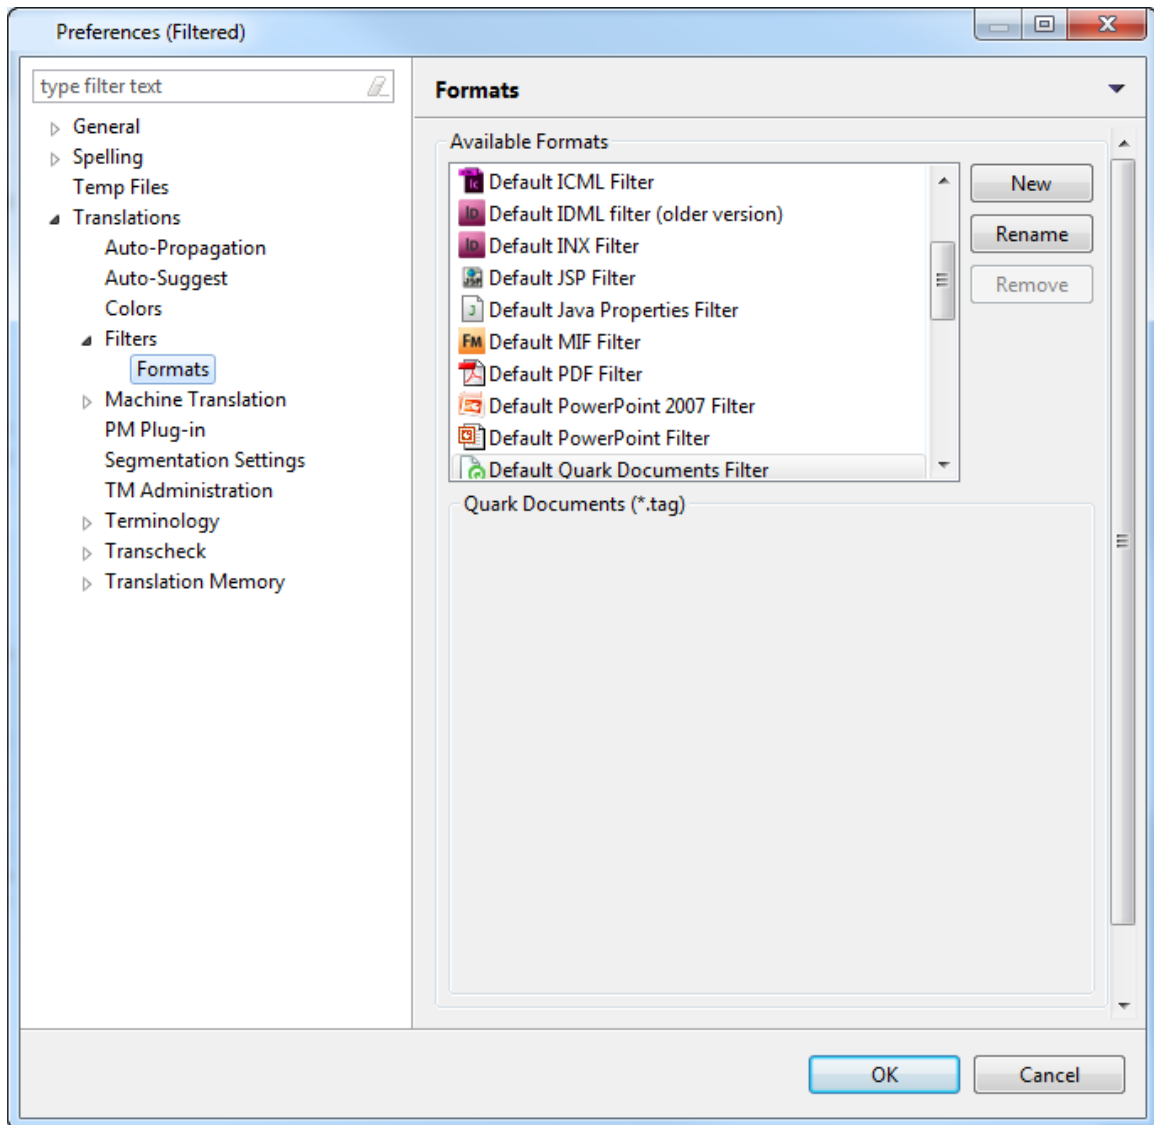 Preferences (Filtered)
type filter text
General
Spelling
Temp Files
Translations
Auto-Propagation
Auto-Suggest
Colors
Filters
Formats
Machine Translation
PM Plug-in
Segmentation Settings
TM Administration
Terminology
Transcheck
Translation Memory
Formats
Available Formats
Default ICML Filter
Default IDML filter (older version)
Default INX Filter
Default JSP Filter
Default Java Properties Filter
Default MIF Filter
Default PDF Filter
Default PowerPoint 2007 Filter
Default PowerPoint Filter
Default Quark Documents Filter
New
Rename
Remove
Quark Documents (*.tag)
OK
Cancel